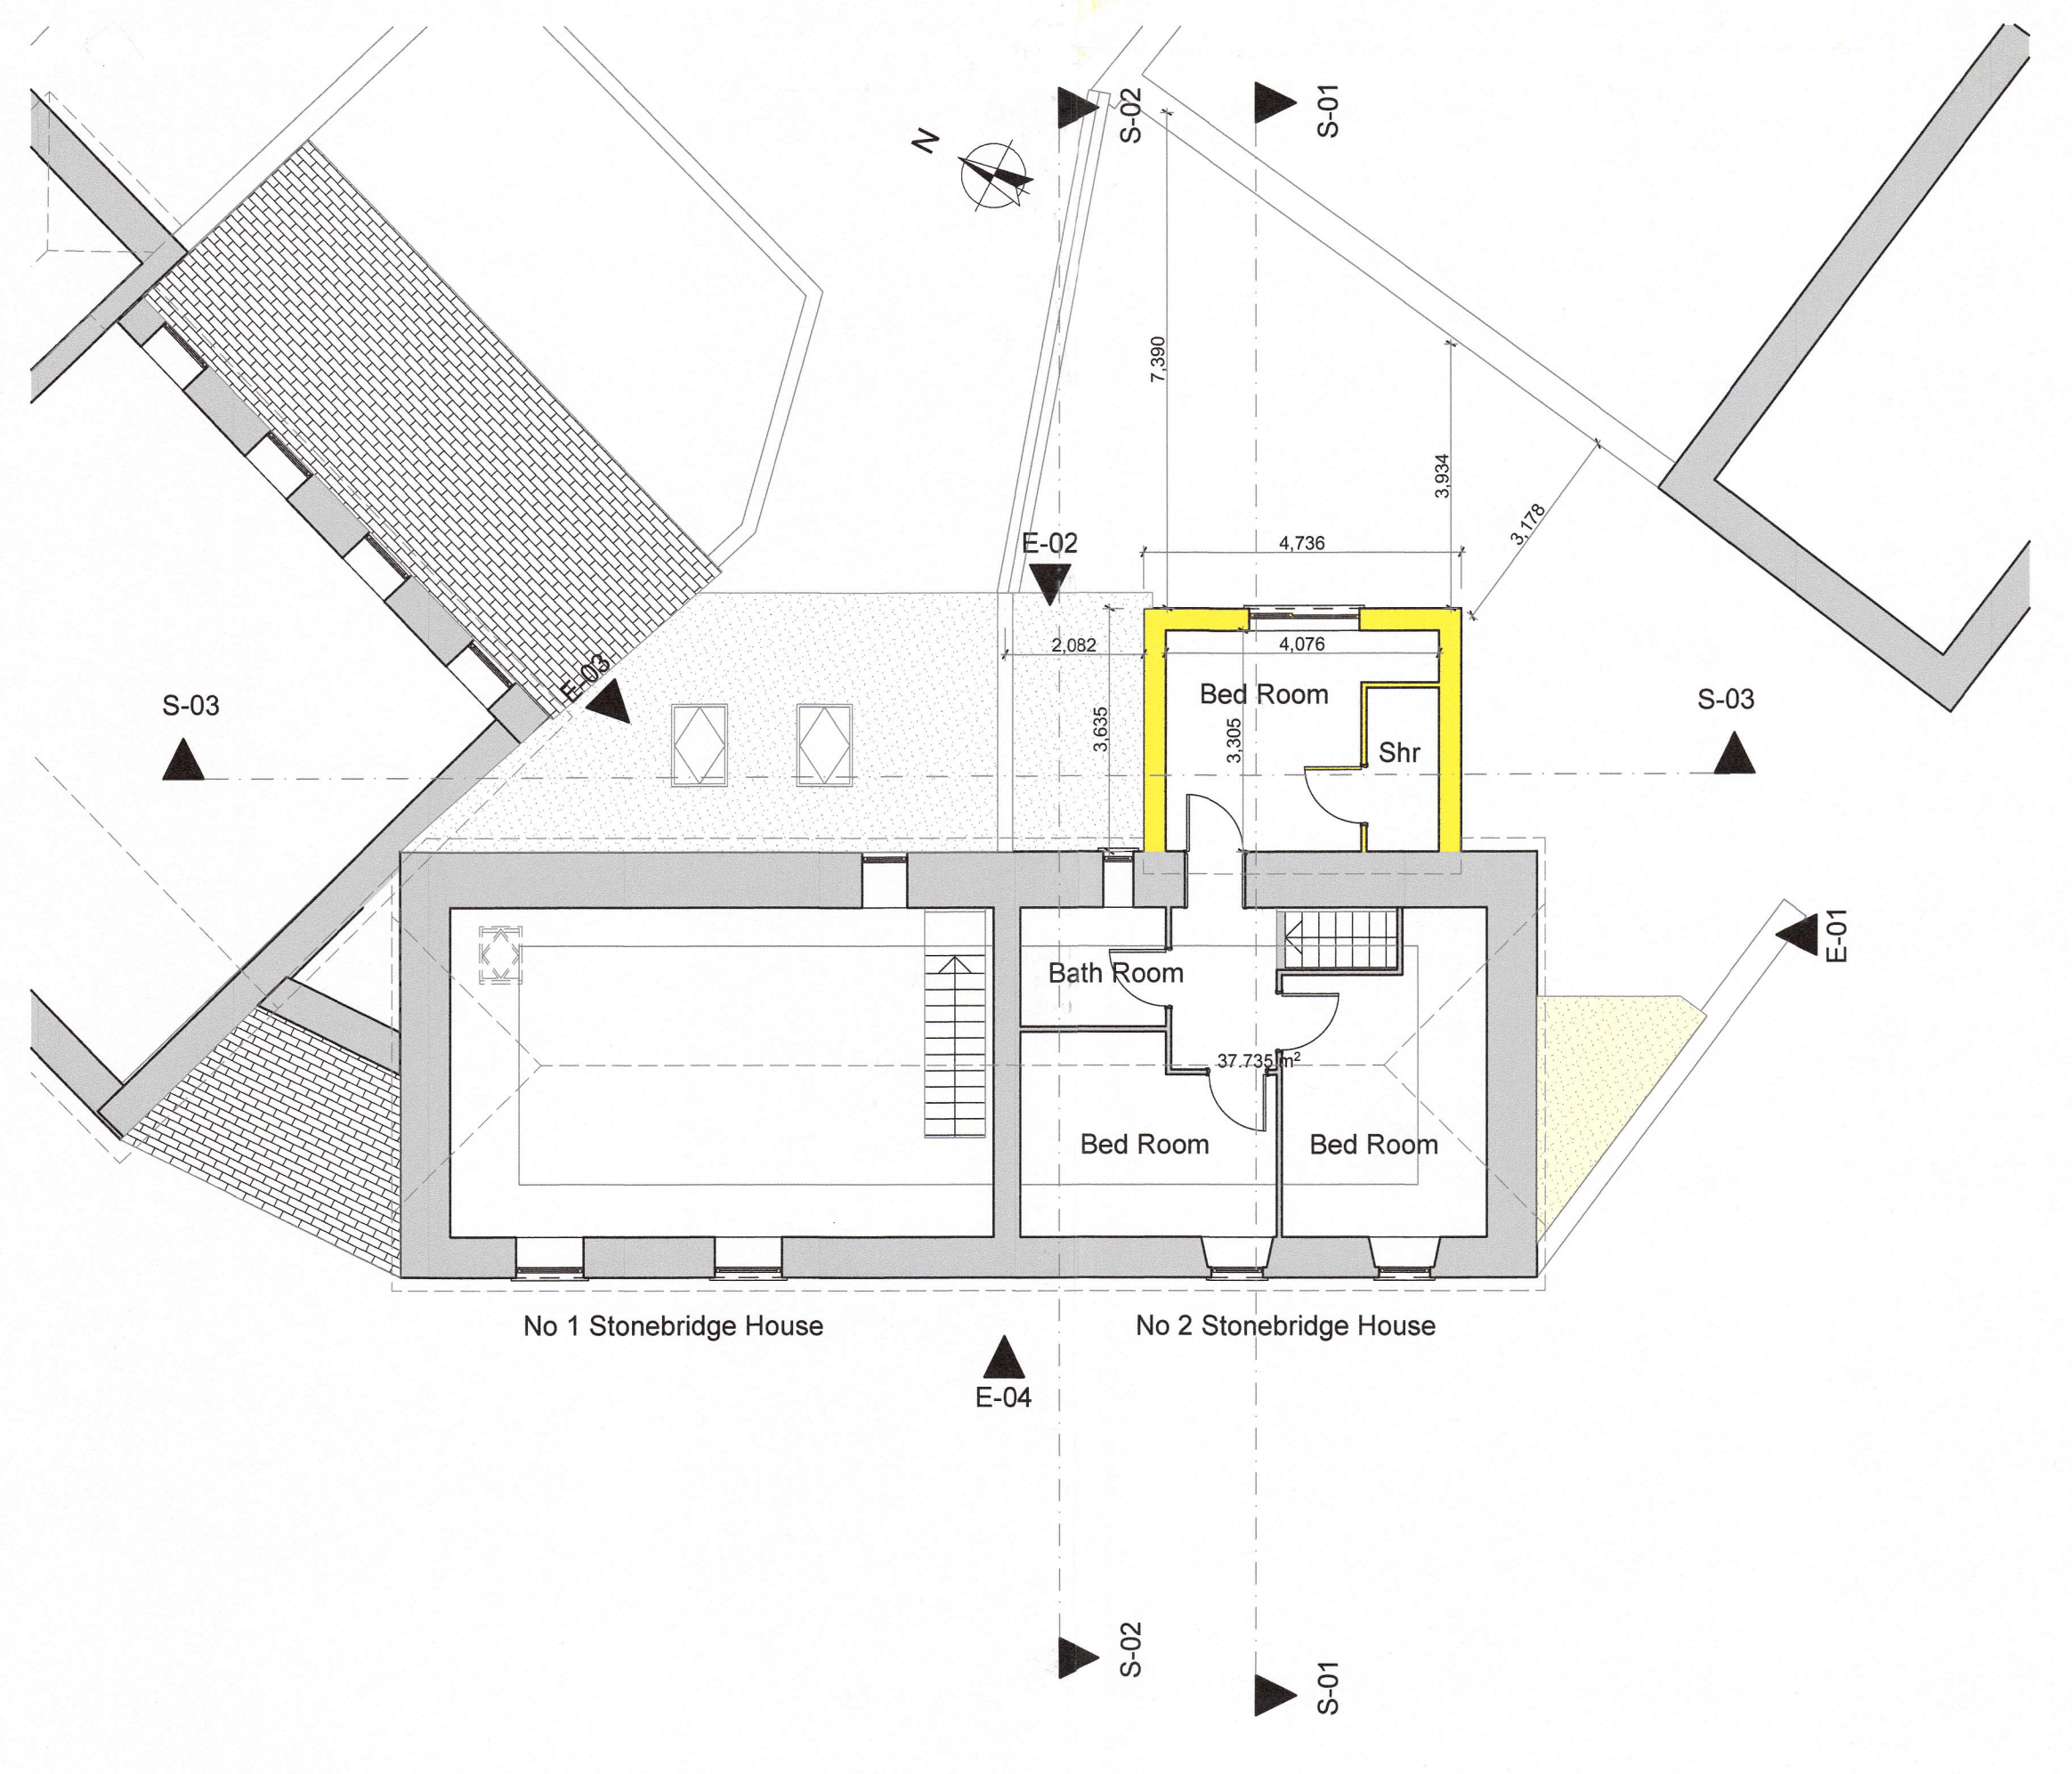 S-02
S-01
N
7,390
3,934
3,178
E-02
4,736
2,082
4,076
E-03
Bed Room
S-03
S-03
3,635
3,305
Shr
E-01
Bath Room
37.735 m²
Bed Room
Bed Room
No 1 Stonebridge House
No 2 Stonebridge House
E-04
S-02
S-01